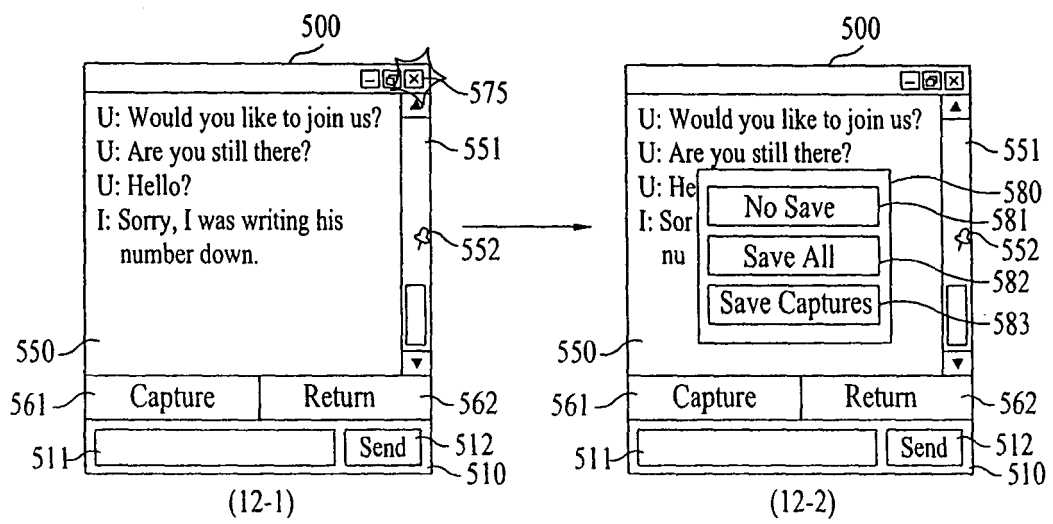 500
575
U: Would you like to join us?
U: Are you still there?
U: Hello?
I: Sorry, I was writing his
number down.
551
552
550
561
Capture
Return
562
511
Send
512
510
(12-1)
500
U: Would you like to join us?
U: Are you still there?
U: He
I: Sor
nu
No Save
Save All
Save Captures
551
580
581
552
582
583
550
561
Capture
Return
562
511
Send
512
510
(12-2)